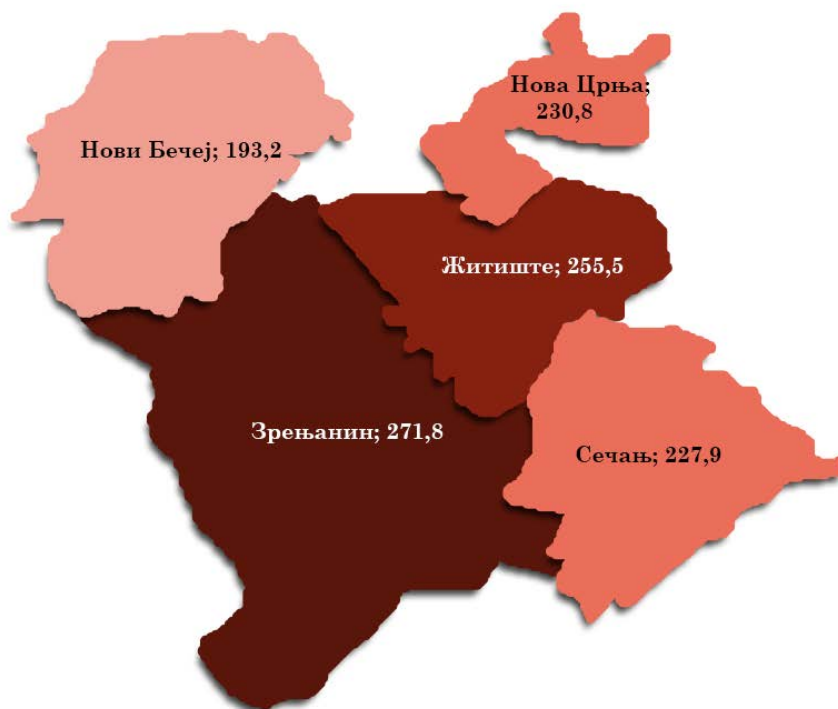 Нова Црња;
230,8
Нови Бечеј; 193,2
Житиште; 255,5
Зрењанин; 271,8
Сечањ; 227,9